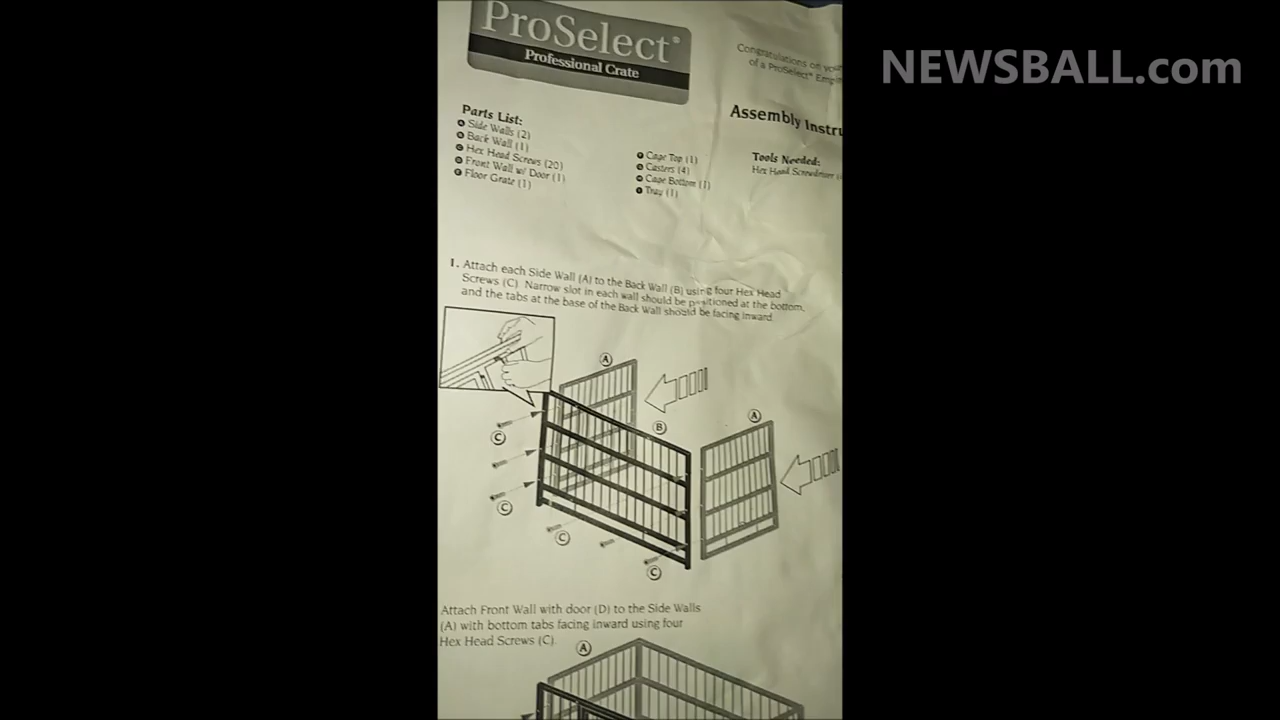 ProSelect®
Professional Crate
NEWSBALL.com
Congratulations on your
of a ProSelect®
Parts List:
A Side Walls (2)
B Back Wall (1)
C Hex Head Screws (20)
D Front Wall w/ Door (1)
E Floor Grate (1)
F Cage Top (1)
G Casters (4)
H Cage Bottom (1)
I Tray (1)
Assembly Instru
Tools Needed:
Hex Head Screwdriver
1. Attach each Side Wall (A) to the Back Wall (B) using four Hex Head
Screws (C). Narrow slot in each wall should be positioned at the bottom,
and the tabs at the base of the Back Wall should be facing inward.
A
A
B
C
C
C
C
Attach Front Wall with door (D) to the Side Walls
(A) with bottom tabs facing inward using four
Hex Head Screws (C).
A